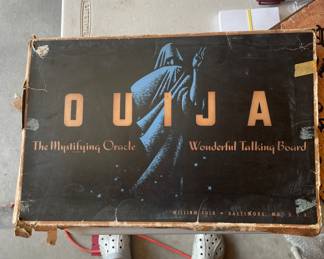 OUIJA
The Mystifying Oracle Wonderful Talking Board
WILLIAM FULD • BALTIMORE, MD.